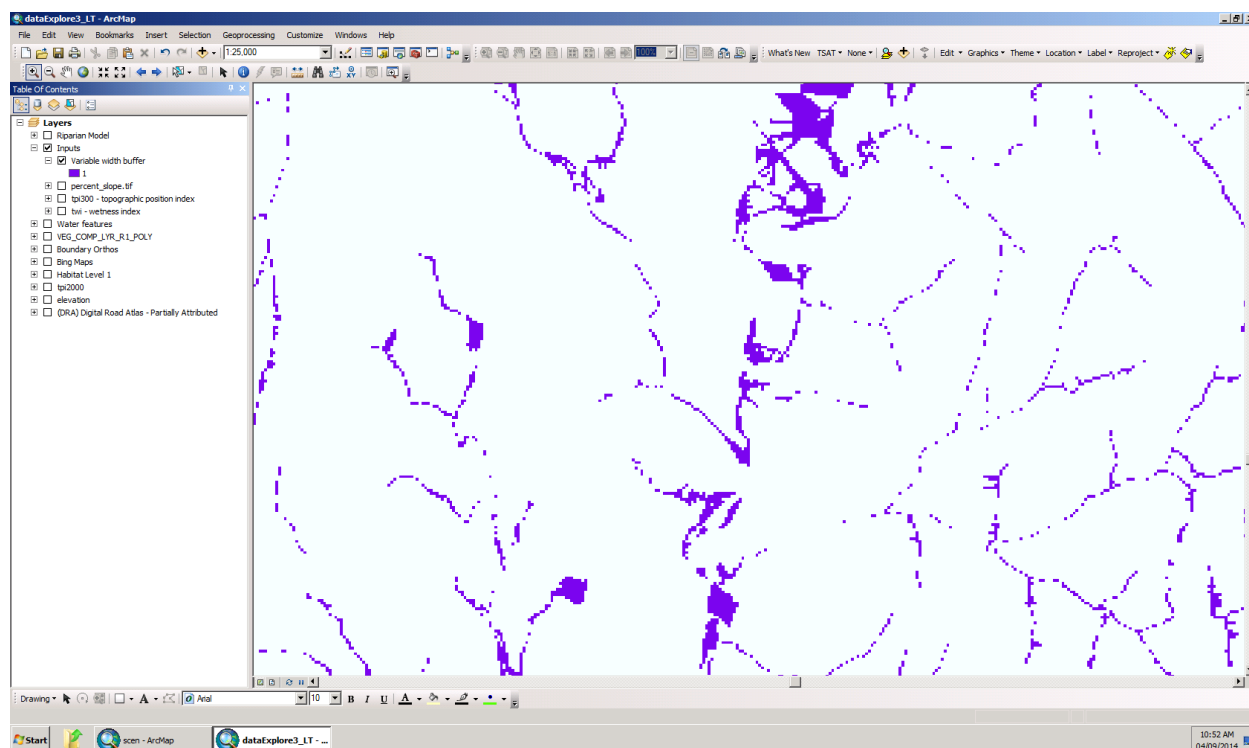 dataExplore3_LT - ArcMap
File Edit View Bookmarks Insert Selection Geoprocessing Customize Windows Help
1:25,000 100% What's New TSAT None Edit Graphics Theme Location Label Reproject
Table Of Contents
Layers
Riparian Model
Inputs
Variable width buffer
1
percent_slope.tif
tpi300 - topographic position index
twi - wetness index
Water features
VEG_COMP_LYR_R1_POLY
Boundary Orthos
Bing Maps
Habitat Level 1
tpi2000
elevation
(DRA) Digital Road Atlas - Partially Attributed
Drawing A Arial 10 B I U A
Start scen - ArcMap dataExplore3_LT - ... 10:52 AM
04/09/2014